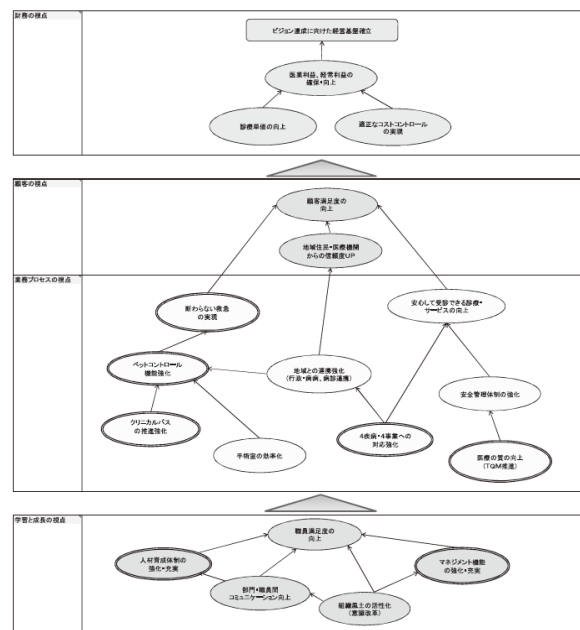 財務の視点
ビジョン達成に向けた経営基盤確立
医業利益、経常利益の
確保・向上
診療単価の向上
適正なコストコントロール
の実現
顧客の視点
顧客満足度の
向上
地域住民・医療機関
からの信頼度UP
業務プロセスの視点
断わらない救急
の実現
安心して受診できる診療・
サービスの向上
ベットコントロール
機能強化
地域との連携強化
(行政・病病、病診連携)
安全管理体制の強化
クリニカルパス
の推進強化
手術室の効率化
4疾病・4事業への
対応強化
医療の質の向上
(TQM推進)
学習と成長の視点
職員満足度の
向上
人材育成体制の
強化・充実
マネジメント機能
の強化・充実
部門・職員間
コミュニケーション向上
組織風土の活性化
(意識改革)